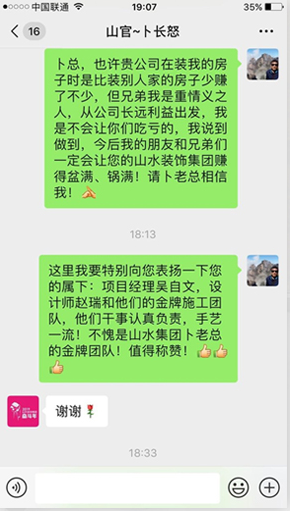 中国联通
19:07
35%
16
山官~卜长怒
卜总，也许贵公司在装我的房
子时是比装别人家的房子少赚
了不少，但兄弟我是重情义之
人，从公司长远利益出发，我
是不会让你们吃亏的，我说到
做到，今后我的朋友和兄弟们
一定会让您的山水装饰集团赚
得盆满、锅满！请卜老总相信
我！🙏
18:13
这里我要特别向您表扬一下您
的属下：项目经理吴自文，设
计师赵瑞和他们的金牌施工团
队，他们干事认真负责，手艺
一流！不愧是山水集团卜老总
的金牌团队！值得称赞！👍👍
👍
谢谢🌹
18:33